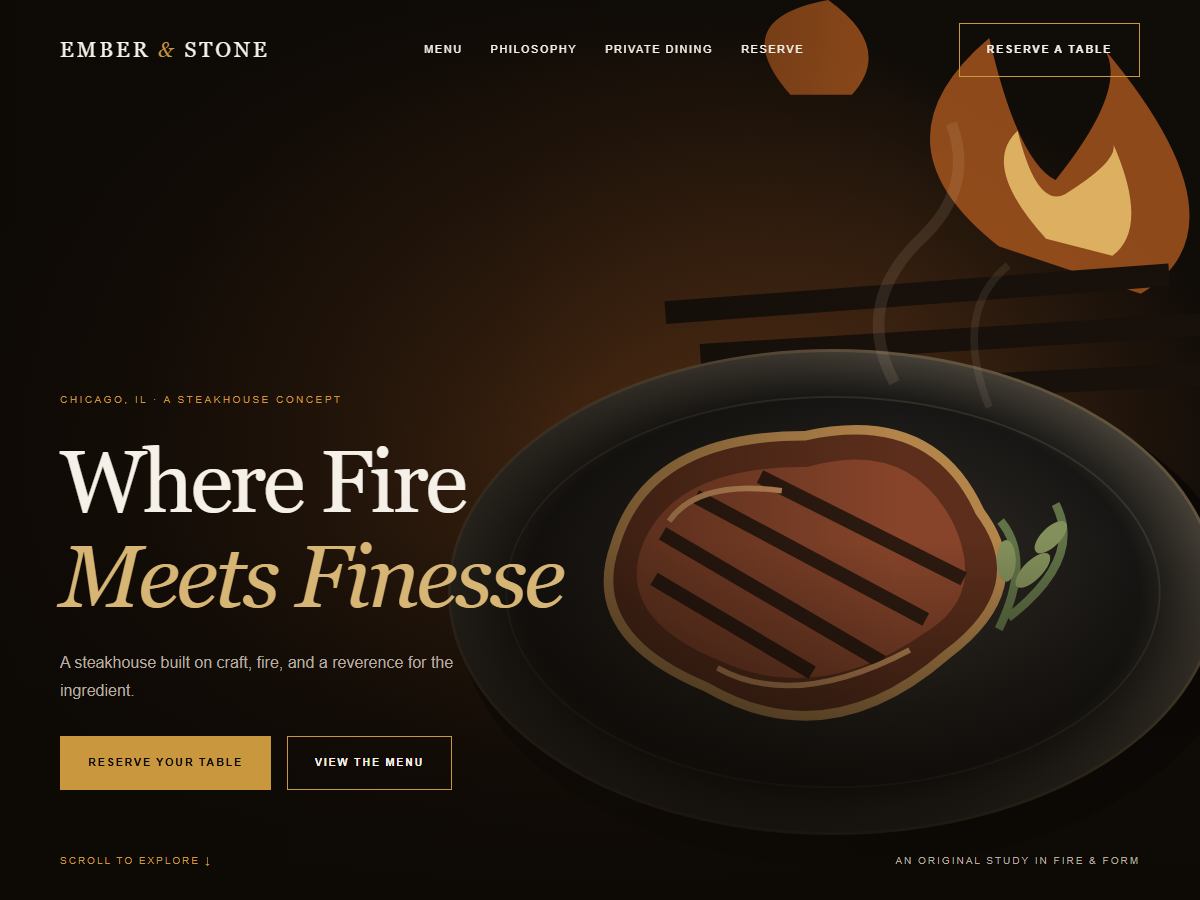 EMBER & STONE
MENU PHILOSOPHY PRIVATE DINING RESERVE
RESERVE A TABLE
CHICAGO, IL · A STEAKHOUSE CONCEPT
Where Fire
Meets Finesse
A steakhouse built on craft, fire, and a reverence for the
ingredient.
RESERVE YOUR TABLE
VIEW THE MENU
SCROLL TO EXPLORE ↓
AN ORIGINAL STUDY IN FIRE & FORM